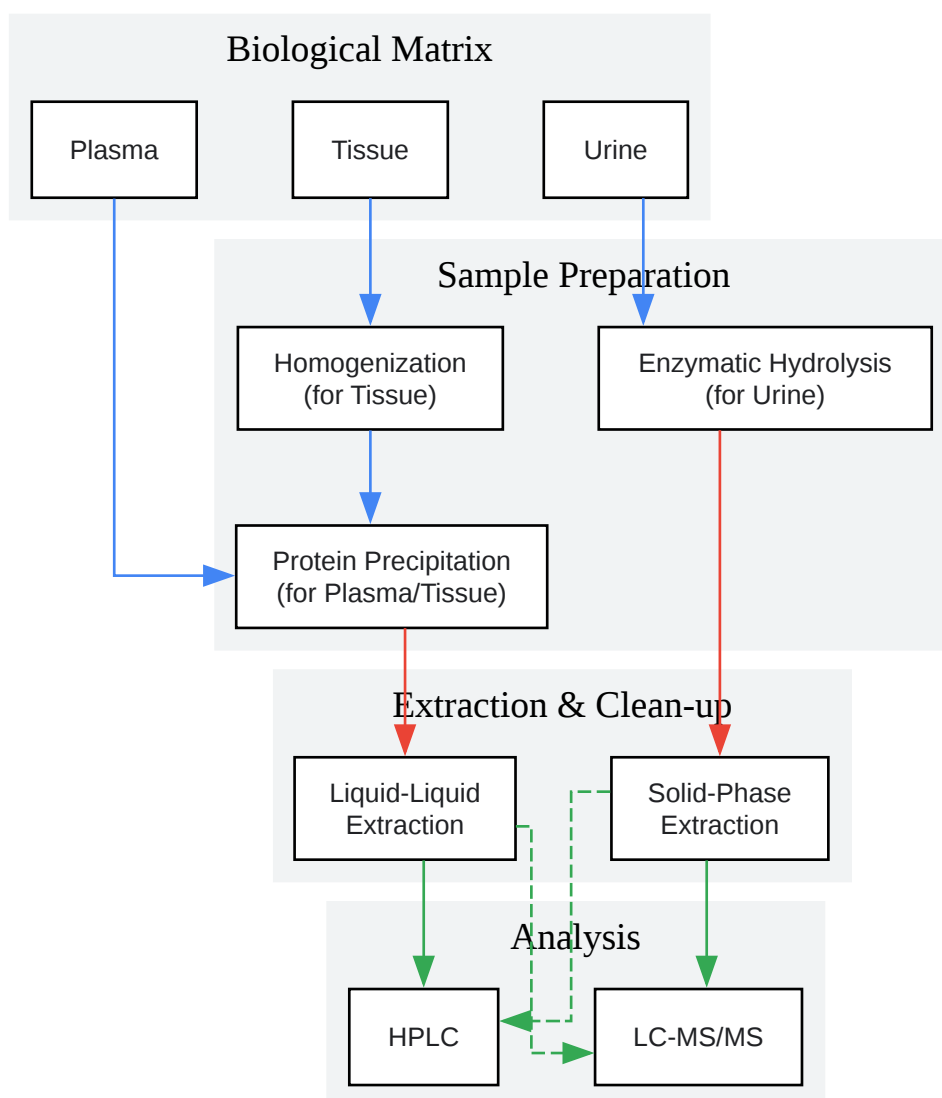 Biological Matrix
Plasma
Tissue
Urine
Sample Preparation
Homogenization
(for Tissue)
Enzymatic Hydrolysis
(for Urine)
Protein Precipitation
(for Plasma/Tissue)
Extraction & Clean-up
Liquid-Liquid
Extraction
Solid-Phase
Extraction
Analysis
HPLC
LC-MS/MS